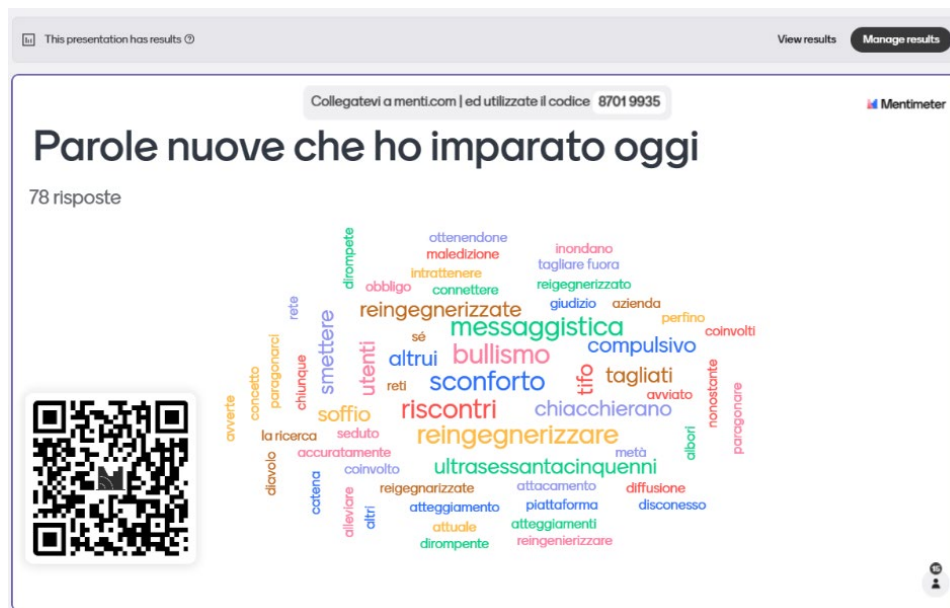 This presentation has results
View results
Manage results
Collegatevi a menti.com | ed utilizzate il codice 8701 9935
Mentimeter
Parole nuove che ho imparato oggi
78 risposte
dirompete
ottenendone
maledizione
inondano
tagliare fuora
intrattenere
obbligo
connettere
reigegnerizzato
rete
reingegnerizzate
giudizio
azienda
perfino
smettere
sé
messaggistica
coinvolti
paragonarci
utenti
altrui
bullismo
compulsivo
concetto
chiunque
reti
sconforto
tifo
tagliati
avviato
nonostante
avverte
soffio
riscontri
chiacchierano
paragonare
la ricerca
seduto
reingegnerizzare
albori
accuratamente
metà
diavolo
coinvolto
ultrasessantacinquenni
catena
alleviare
altri
reigegnarizzate
attacamento
diffusione
atteggiamento
piattaforma
disconesso
attuale
atteggiamenti
dirompente
reingenierizzare
15